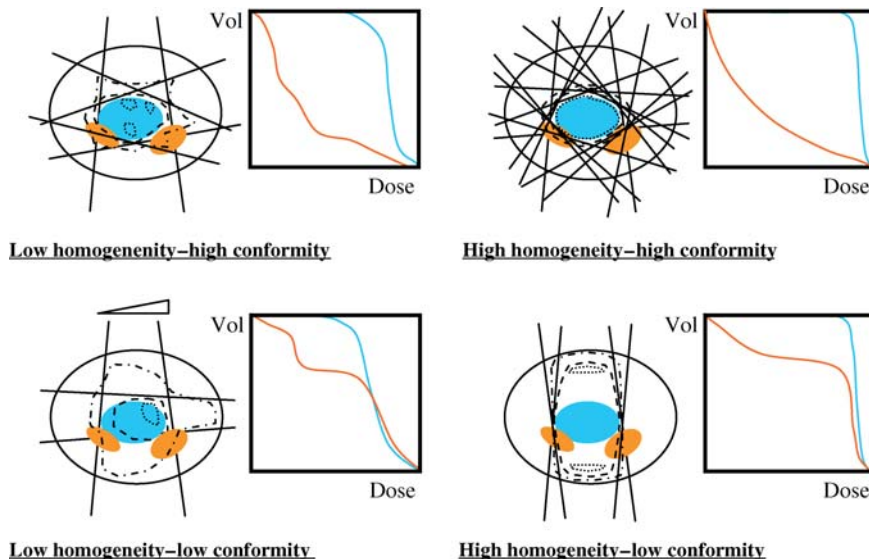 Vol
Dose
Vol
Dose
Low homogenenity–high conformity
High homogeneity–high conformity
Vol
Dose
Vol
Dose
Low homogeneity–low conformity
High homogeneity–low conformity